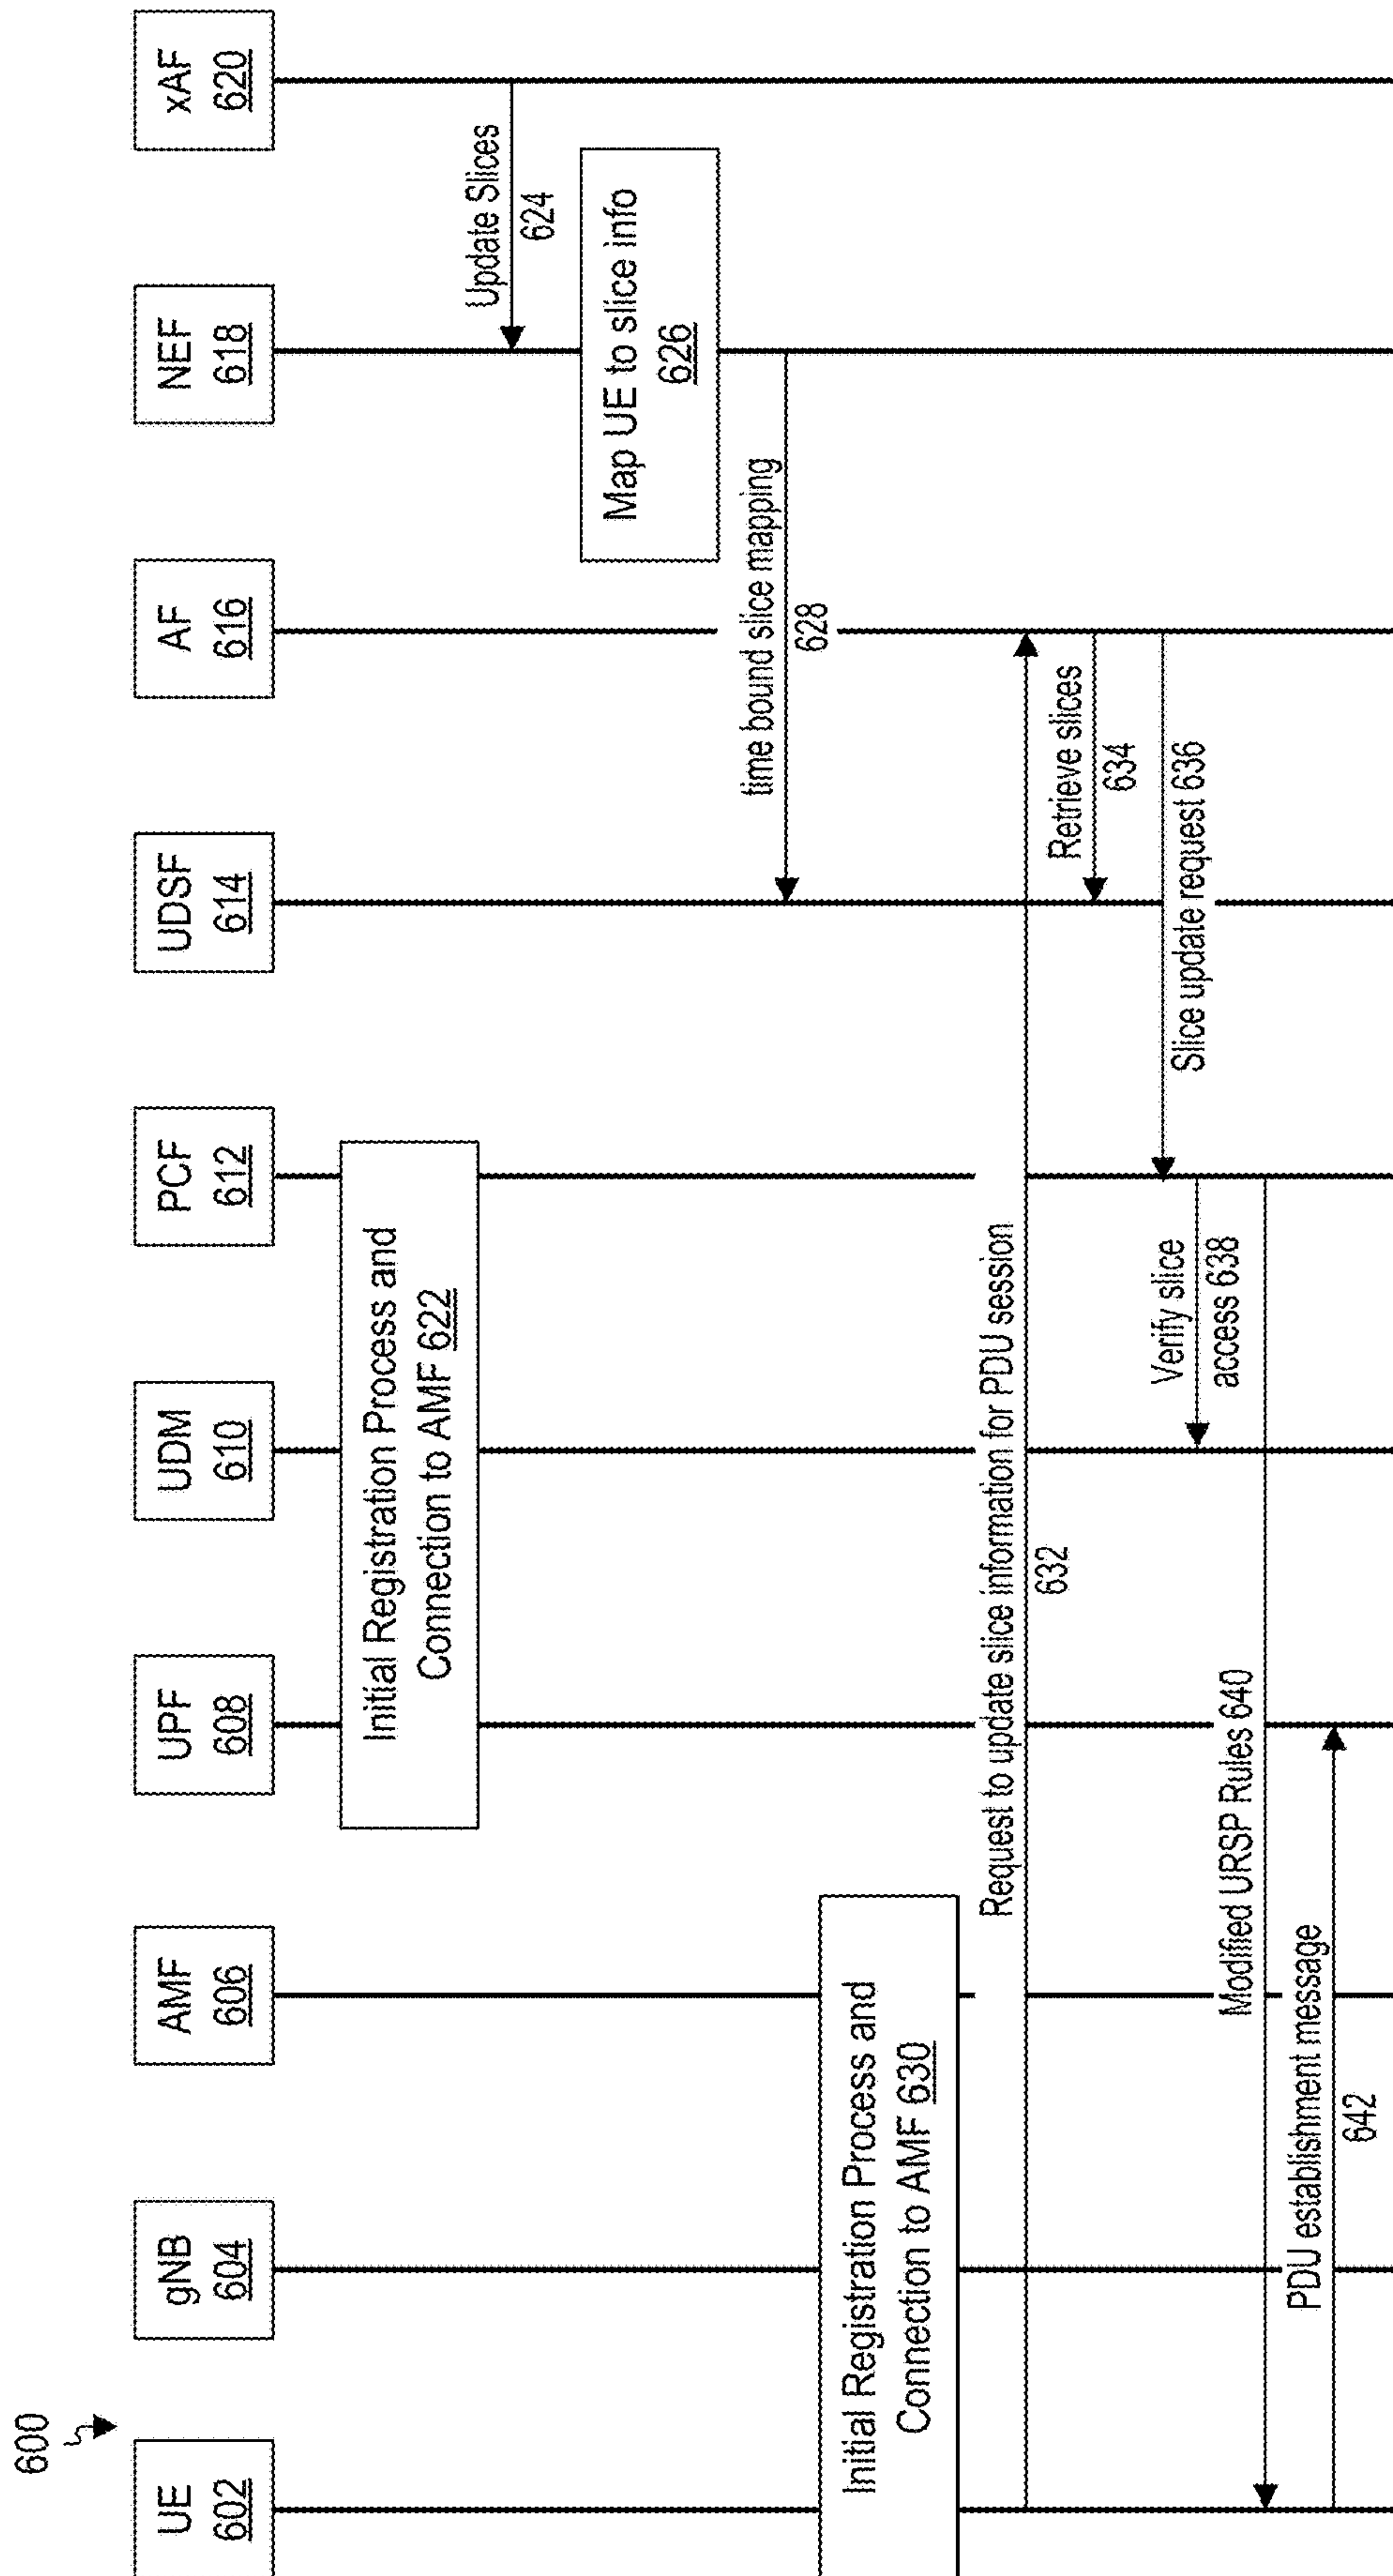 600
UE
602
gNB
604
AMF
606
UPF
608
UDM
610
PCF
612
UDSF
614
AF
616
NEF
618
xAF
620
Initial Registration Process and
Connection to AMF 622
Update Slices
624
Map UE to slice info
626
time bound slice mapping
628
Initial Registration Process and
Connection to AMF 630
Request to update slice information for PDU session
632
Retrieve slices
634
Slice update request 636
Verify slice
access 638
Modified URSP Rules 640
PDU establishment message
642